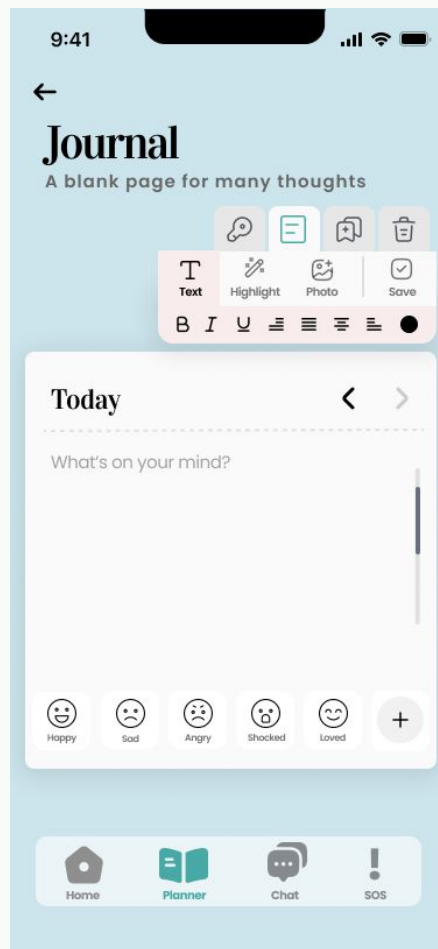 9:41
Journal
A blank page for many thoughts
Text Highlight Photo Save
B I U
Today
What's on your mind?
Happy Sad Angry Shocked Loved
Home Planner Chat SOS